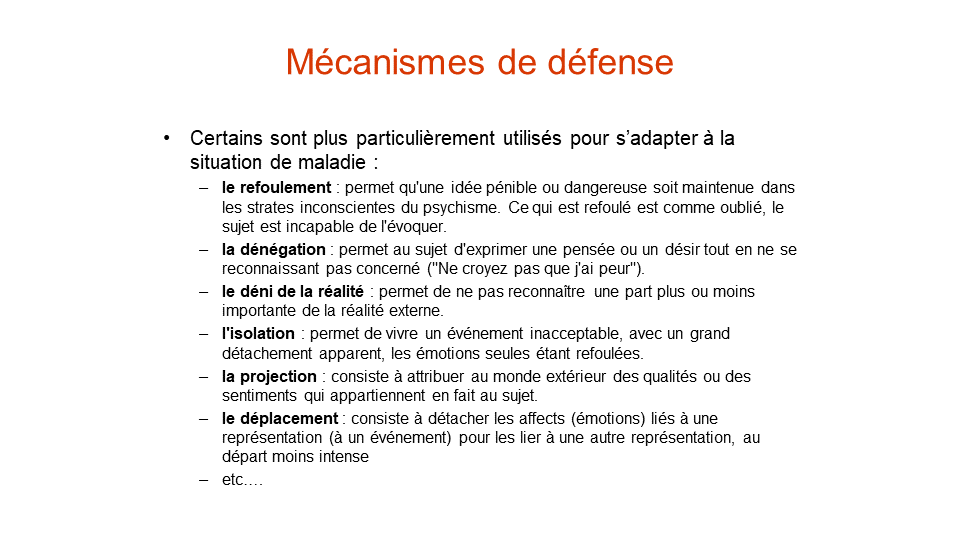 Mécanismes de défense
• Certains sont plus particulièrement utilisés pour s'adapter à la
situation de maladie :
– le refoulement : permet qu'une idée pénible ou dangereuse soit maintenue dans
les strates inconscientes du psychisme. Ce qui est refoulé est comme oublié, le
sujet est incapable de l'évoquer.
– la dénégation : permet au sujet d'exprimer une pensée ou un désir tout en ne se
reconnaissant pas concerné ("Ne croyez pas que j'ai peur").
– le déni de la réalité : permet de ne pas reconnaître une part plus ou moins
importante de la réalité externe.
– l'isolation : permet de vivre un événement inacceptable, avec un grand
détachement apparent, les émotions seules étant refoulées.
– la projection : consiste à attribuer au monde extérieur des qualités ou des
sentiments qui appartiennent en fait au sujet.
– le déplacement : consiste à détacher les affects (émotions) liés à une
représentation (à un événement) pour les lier à une autre représentation, au
départ moins intense
– etc.…